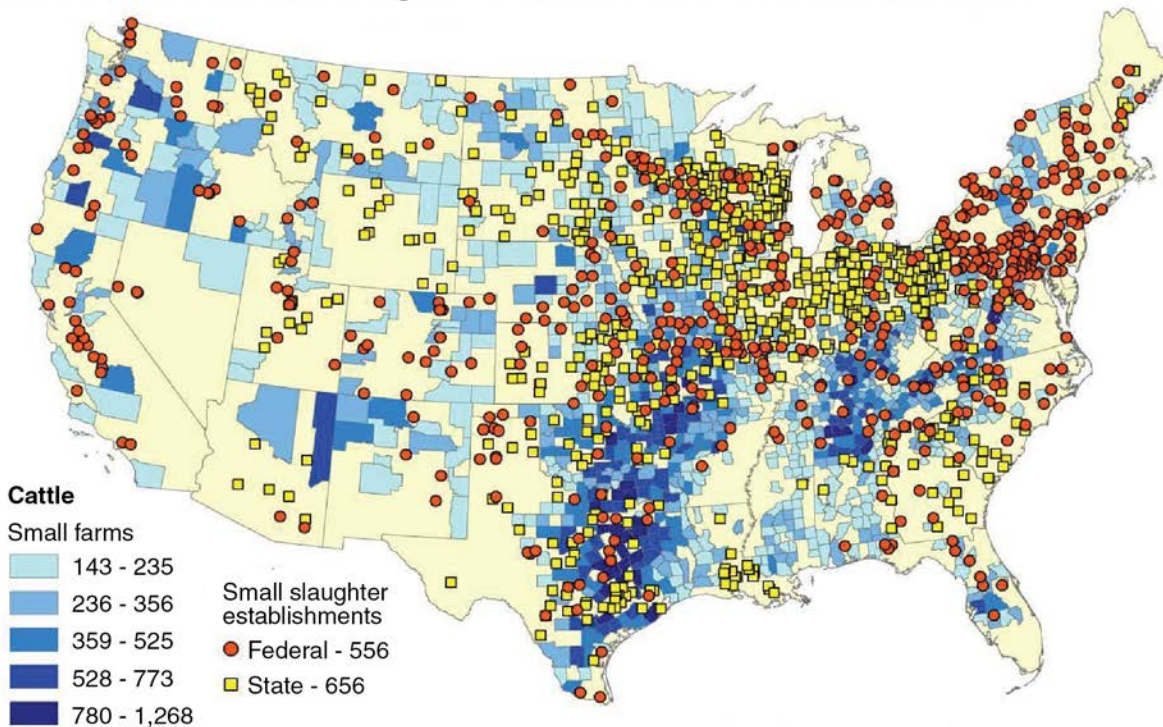 Cattle
Small farms
143 - 235
236 - 356
359 - 525
528 - 773
780 - 1,268
Small slaughter
establishments
Federal - 556
State - 656